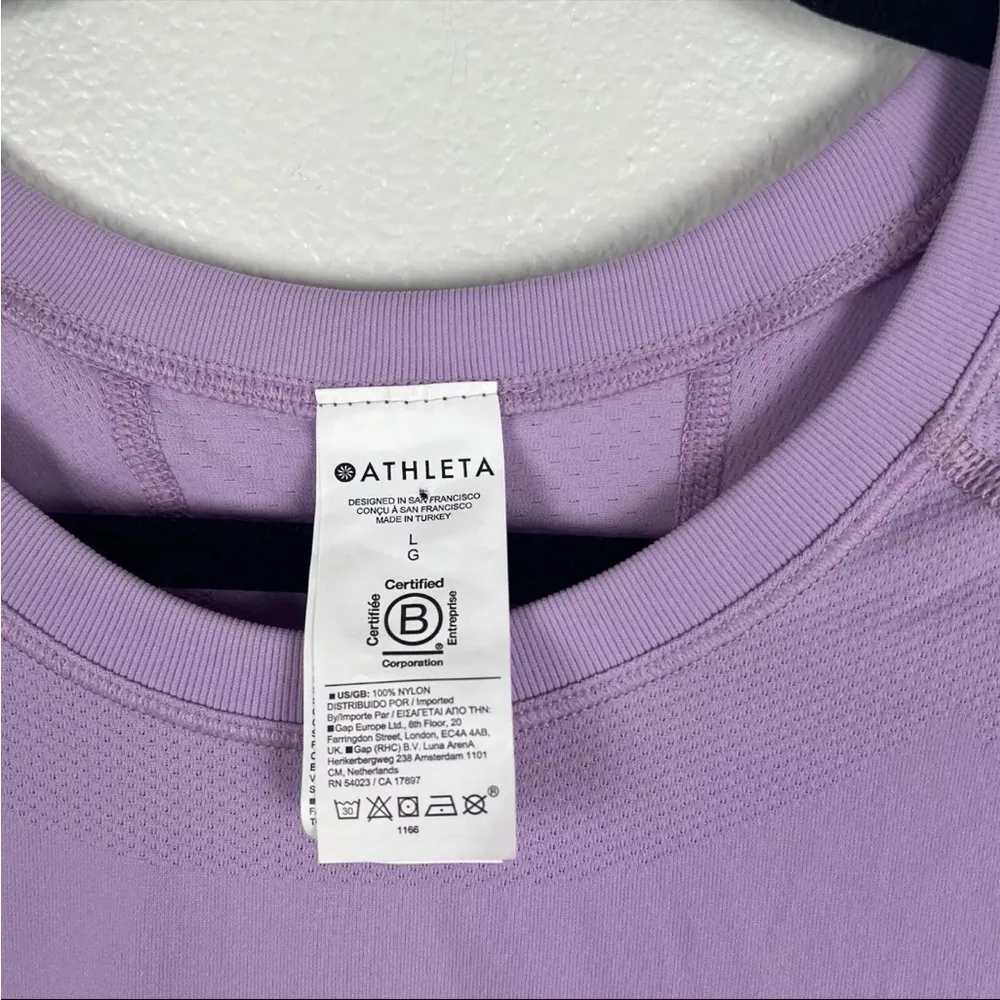 ATHLETA
DESIGNED IN SAN FRANCISCO
CONÇU À SAN FRANCISCO
MADE IN TURKEY
L
G
Certified
Certifiée
B
Entreprise
®
Corporation
US/GB: 100% NYLON
DISTRIBUIDO POR / Imported
By/Importe Par / ΕΙΣΑΓΕΤΑΙ ΑΠΟ ΤΗΝ:
Gap Europe Ltd., 8th Floor, 20
Farringdon Street, London, EC4A 4AB,
UK. Gap (RHC) B.V. Luna ArenA
Herikerbergweg 238 Amsterdam 1101
CM, Netherlands
RN 54023 / CA 17897
30
®
1166